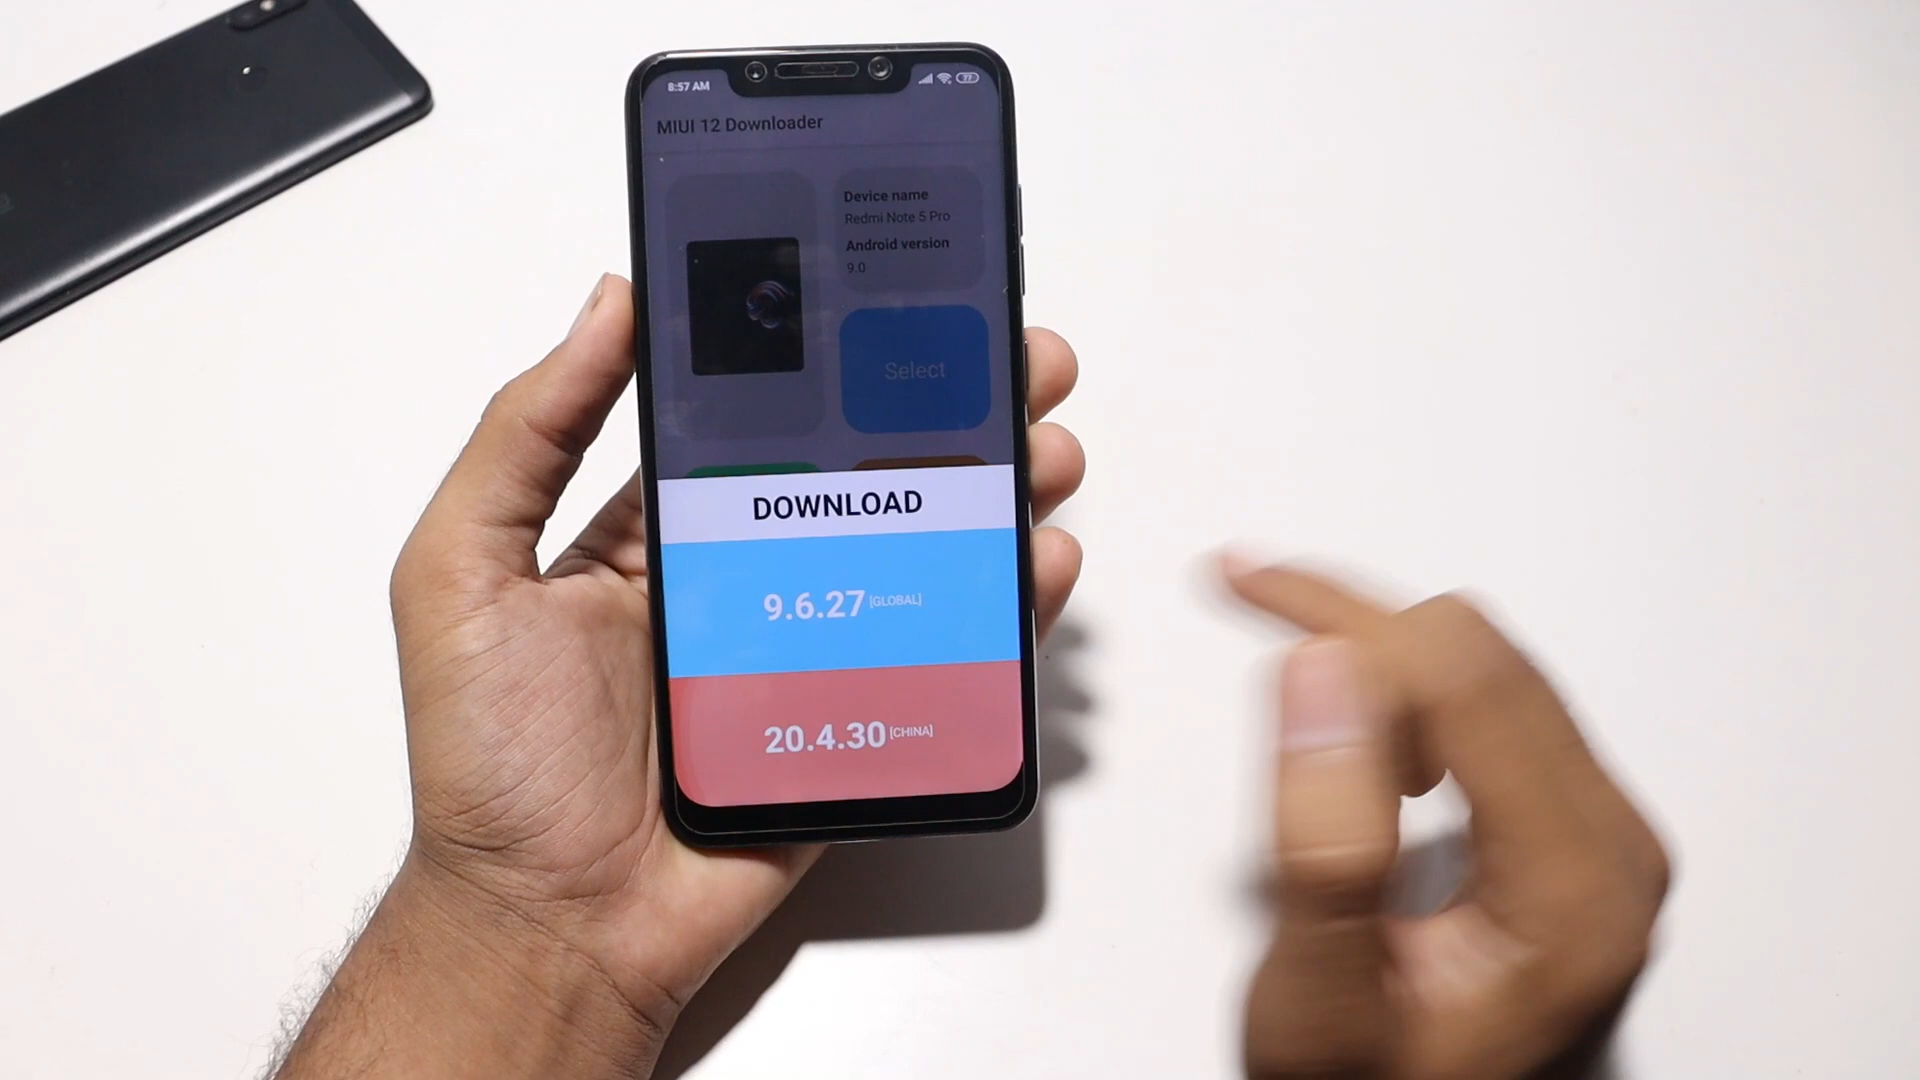 8:57 AM
77
MIUI 12 Downloader
Device name
Redmi Note 5 Pro
Android version
9.0
Select
DOWNLOAD
9.6.27 [GLOBAL]
20.4.30 [CHINA]